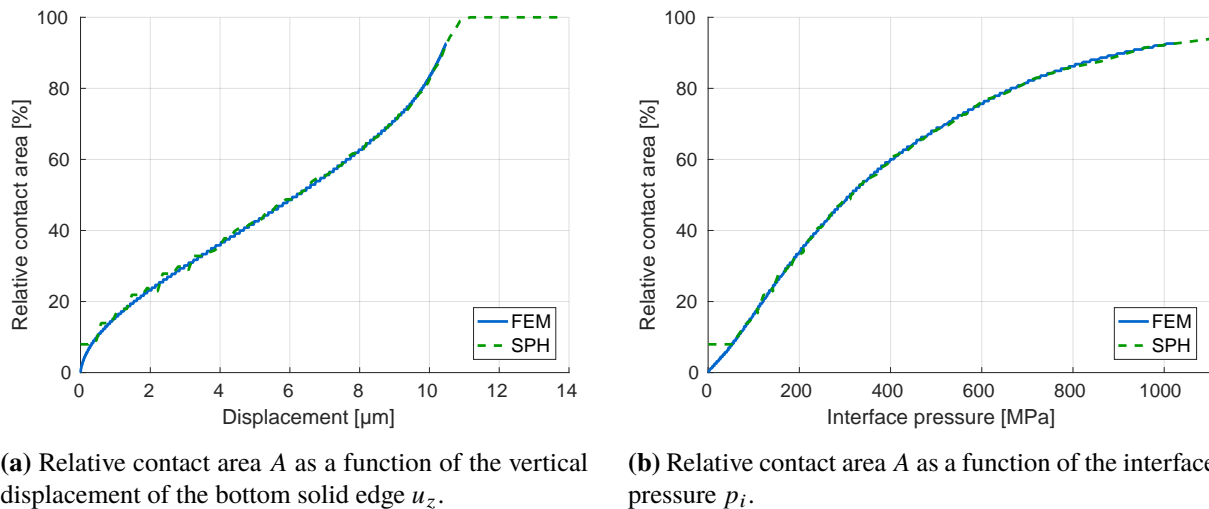 100
80
60
40
20
0
0 2 4 6 8 10 12 14
Relative contact area [%]
Displacement [µm]
FEM
SPH
100
80
60
40
20
0
0 200 400 600 800 1000
Relative contact area [%]
Interface pressure [MPa]
FEM
SPH
(a) Relative contact area A as a function of the vertical
displacement of the bottom solid edge u_z.
(b) Relative contact area A as a function of the interface
pressure p_i.